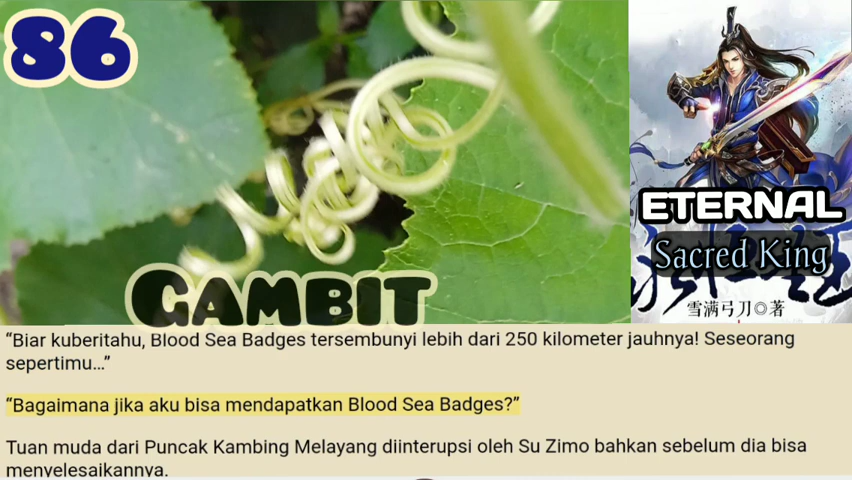 86
ETERNAL
Sacred King
雪满弓刀◎著
GAMBIT
“Biar kuberitahu, Blood Sea Badges tersembunyi lebih dari 250 kilometer jauhnya! Seseorang
sepertimu…”
“Bagaimana jika aku bisa mendapatkan Blood Sea Badges?”
Tuan muda dari Puncak Kambing Melayang diinterupsi oleh Su Zimo bahkan sebelum dia bisa
menyelesaikannya.